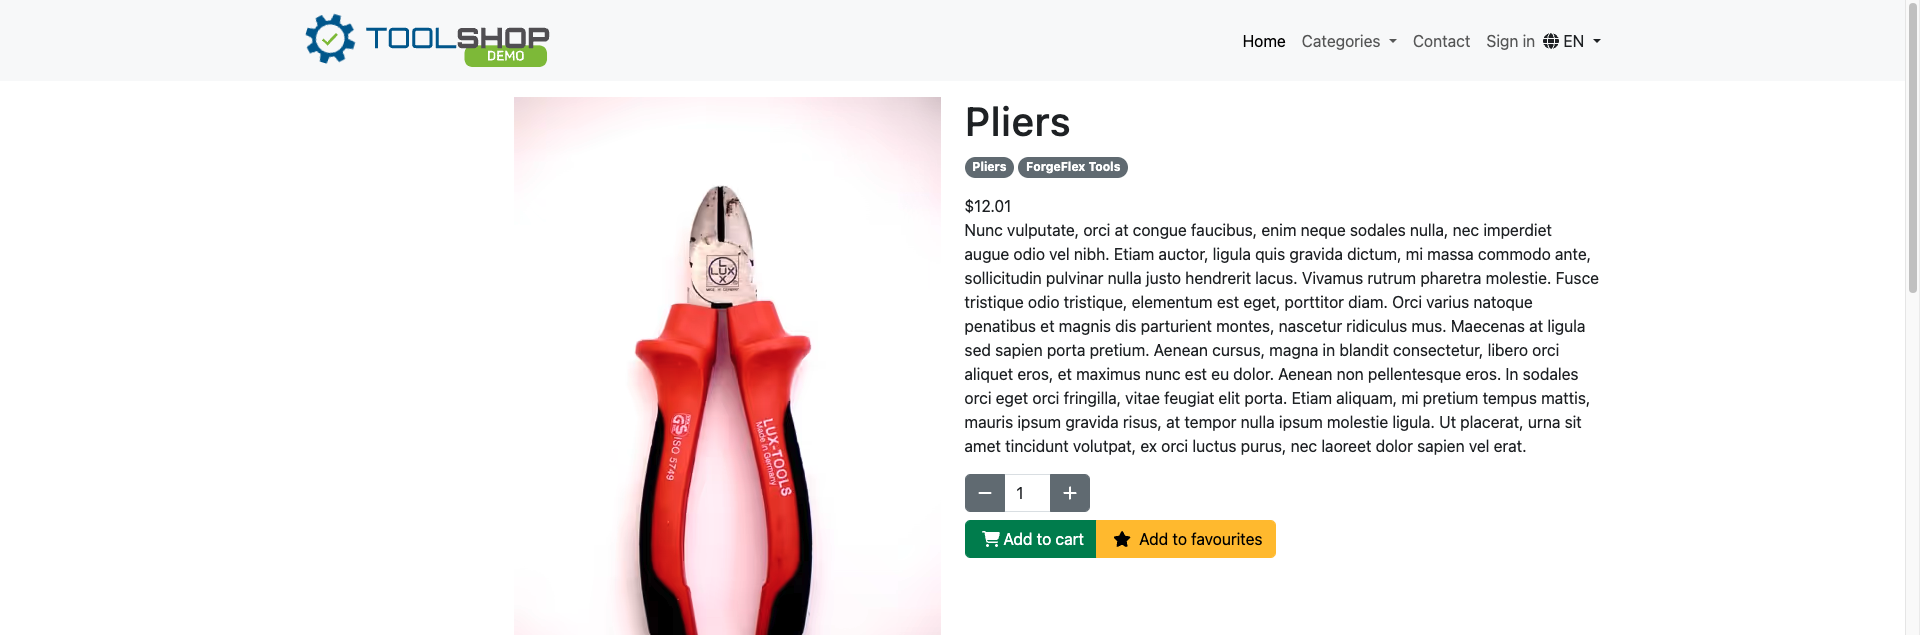 TOOLSHOP
DEMO
Home Categories Contact Sign in EN
Pliers
Pliers ForgeFlex Tools
$12.01
Nunc vulputate, orci at congue faucibus, enim neque sodales nulla, nec imperdiet
augue odio vel nibh. Etiam auctor, ligula quis gravida dictum, mi massa commodo ante,
sollicitudin pulvinar nulla justo hendrerit lacus. Vivamus rutrum pharetra molestie. Fusce
tristique odio tristique, elementum est eget, porttitor diam. Orci varius natoque
penatibus et magnis dis parturient montes, nascetur ridiculus mus. Maecenas at ligula
sed sapien porta pretium. Aenean cursus, magna in blandit consectetur, libero orci
aliquet eros, et maximus nunc est eu dolor. Aenean non pellentesque eros. In sodales
orci eget orci fringilla, vitae feugiat elit porta. Etiam aliquam, mi pretium tempus mattis,
mauris ipsum gravida risus, at tempor nulla ipsum molestie ligula. Ut placerat, urna sit
amet tincidunt volutpat, ex orci luctus purus, nec laoreet dolor sapien vel erat.
1
Add to cart Add to favourites
LUX
LUX
MADE IN GERMANY
GS ISO 5749
LUX-TOOLS
Made in Germany